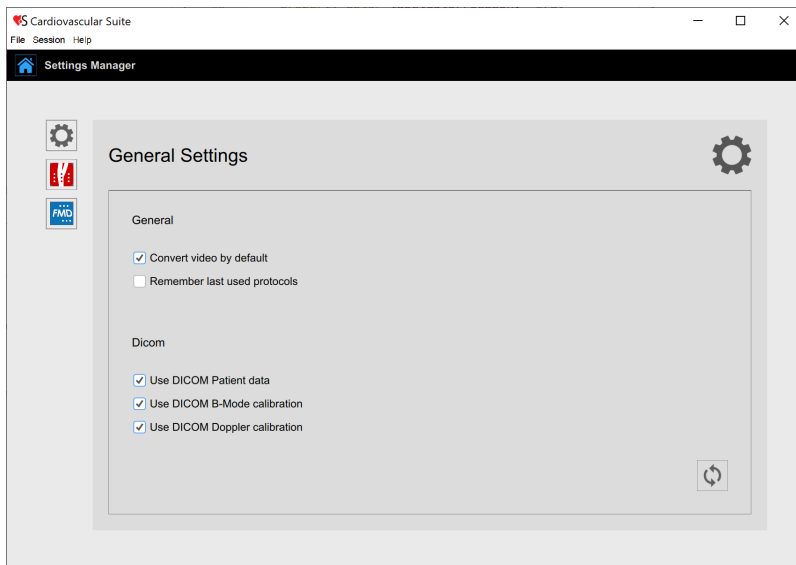 S Cardiovascular Suite
File Session Help
Settings Manager
General Settings
FMD
General
Convert video by default
Remember last used protocols
Dicom
Use DICOM Patient data
Use DICOM B-Mode calibration
Use DICOM Doppler calibration